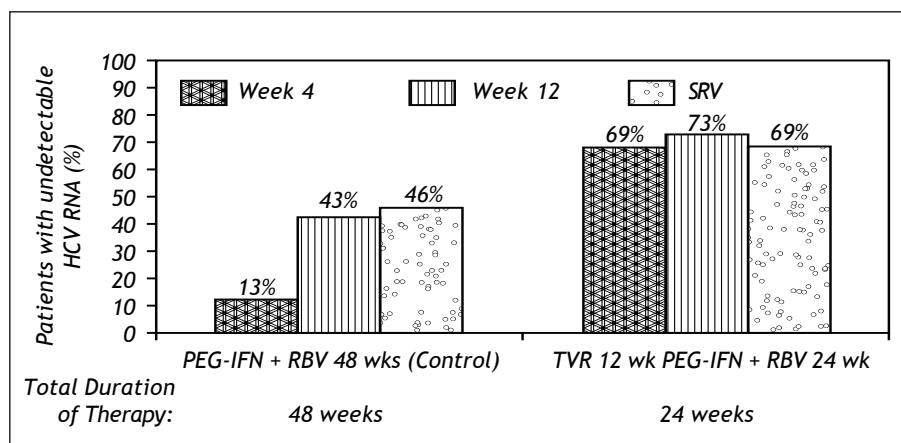 Patients with undetectable
HCV RNA (%)
100
90
80
70
60
50
40
30
20
10
0
Week 4
Week 12
SRV
13%
43%
46%
69%
73%
69%
PEG-IFN + RBV 48 wks (Control)
TVR 12 wk PEG-IFN + RBV 24 wk
Total Duration
of Therapy:
48 weeks
24 weeks